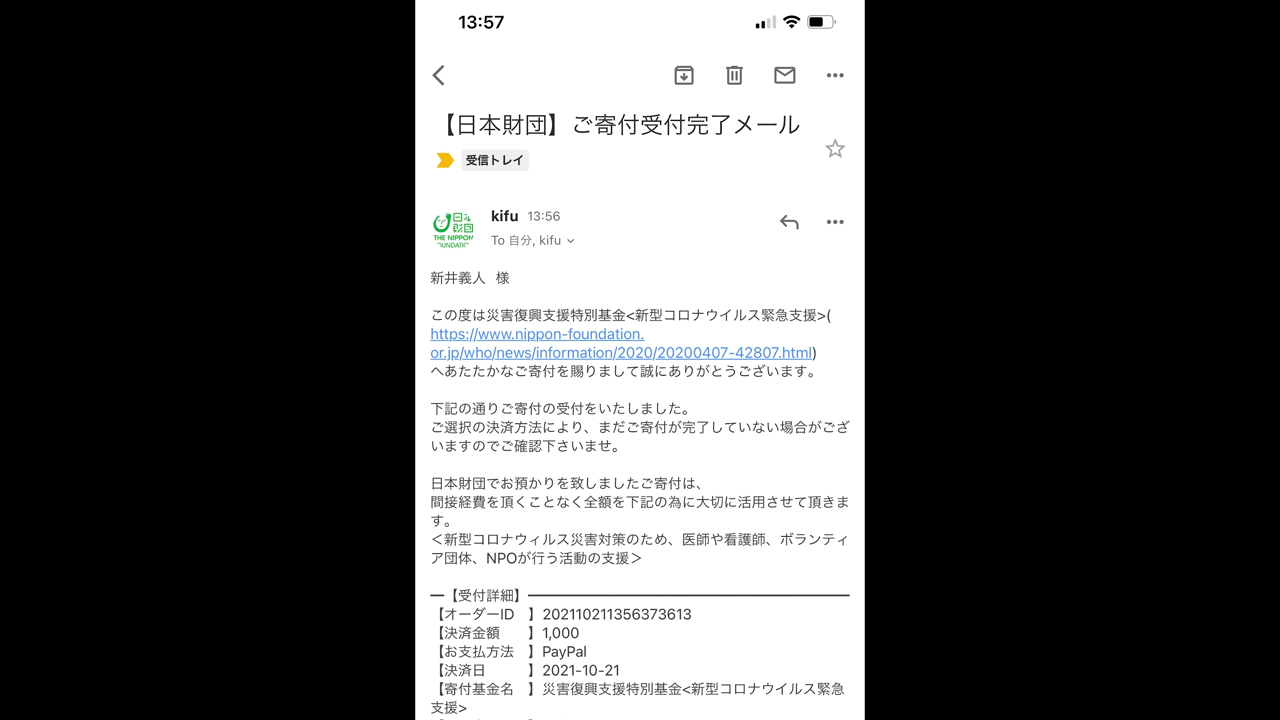 13:57
【日本財団】ご寄付受付完了メール
受信トレイ
日本財団
THE NIPPON
kifu 13:56
To 自分, kifu
新井義人 様
この度は災害復興支援特別基金<新型コロナウイルス緊急支援>(
https://www.nippon-foundation.
or.jp/who/news/information/2020/20200407-42807.html)
へあたたかなご寄付を賜りまして誠にありがとうございます。
下記の通りご寄付の受付をいたしました。
ご選択の決済方法により、まだご寄付が完了していない場合がござ
いますのでご確認下さいませ。
日本財団でお預かりを致しましたご寄付は、
間接経費を頂くことなく全額を下記の為に大切に活用させて頂きま
す。
＜新型コロナウィルス災害対策のため、医師や看護師、ボランティ
ア団体、NPOが行う活動の支援＞
━【受付詳細】━━━━━━━━━━━━━━━━━━━━━━━
【オーダーID 】202110211356373613
【決済金額 】1,000
【お支払方法 】PayPal
【決済日 】2021-10-21
【寄付基金名 】災害復興支援特別基金<新型コロナウイルス緊急
支援>